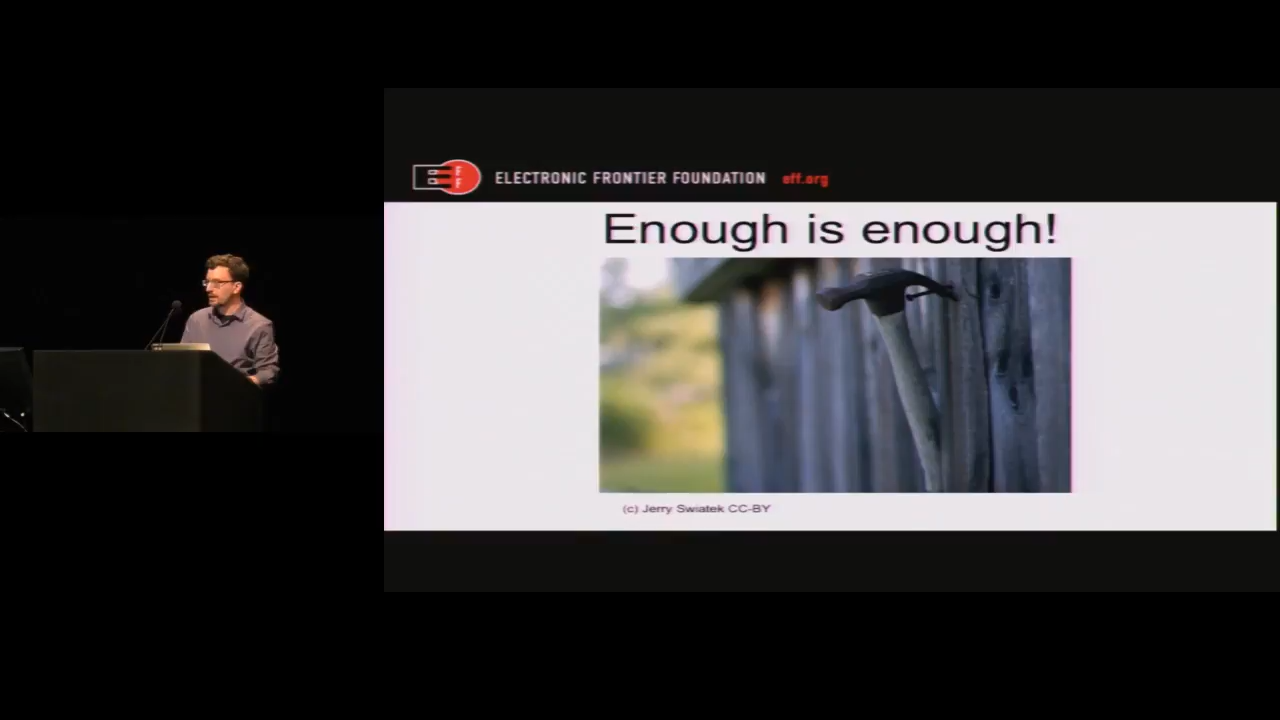 ELECTRONIC FRONTIER FOUNDATION eff.org
Enough is enough!
(c) Jerry Swiatek CC-BY